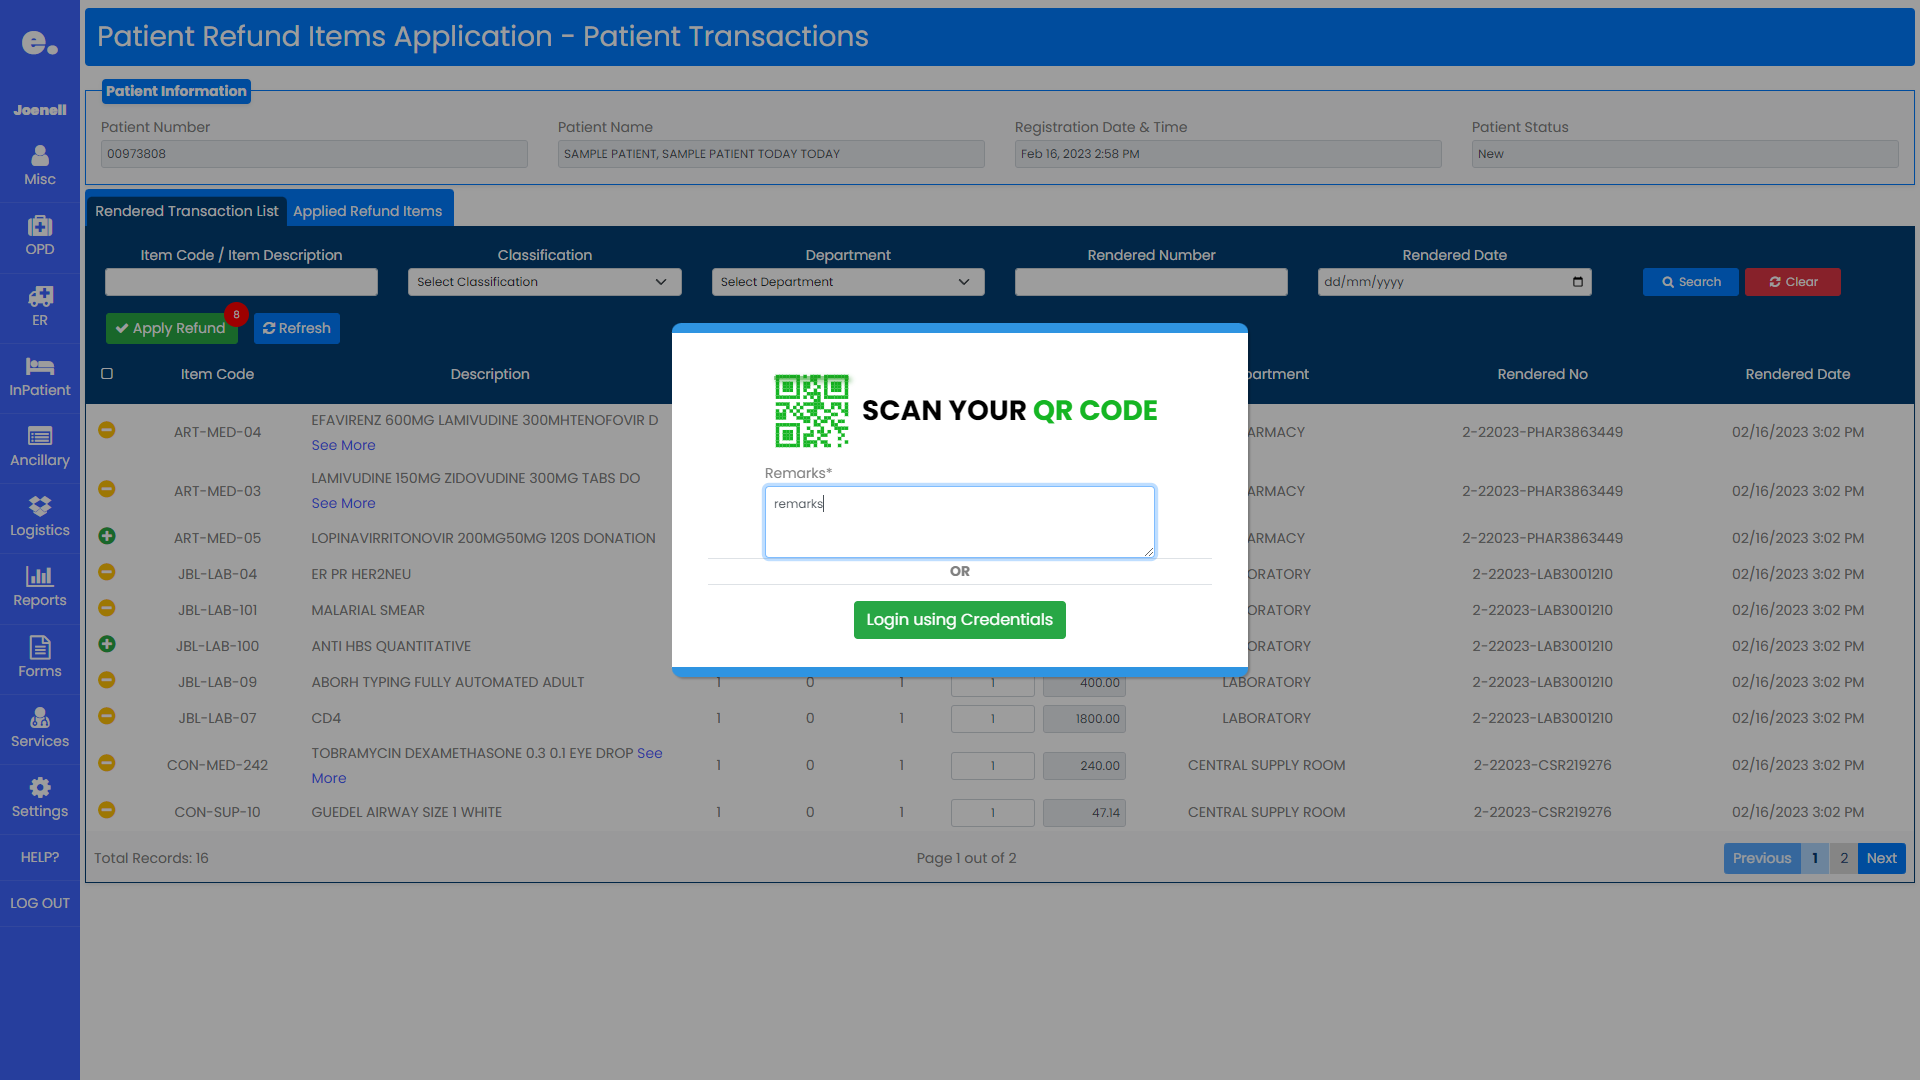 e.
Patient Refund Items Application - Patient Transactions
Joenell
Misc
OPD
ER
InPatient
Ancillary
Logistics
Reports
Forms
Services
Settings
HELP?
LOG OUT
Patient Information
Patient Number Patient Name Registration Date & Time Patient Status
00973808 SAMPLE PATIENT, SAMPLE PATIENT TODAY TODAY Feb 16, 2023 2:58 PM New
Rendered Transaction List Applied Refund Items
Item Code / Item Description Classification Department Rendered Number Rendered Date
Select Classification Select Department dd/mm/yyyy Search Clear
Apply Refund 8 Refresh
Item Code Description partment Rendered No Rendered Date
ART-MED-04 EFAVIRENZ 600MG LAMIVUDINE 300MHTENOFOVIR D See More ARMACY 2-22023-PHAR3863449 02/16/2023 3:02 PM
ART-MED-03 LAMIVUDINE 150MG ZIDOVUDINE 300MG TABS DO See More ARMACY 2-22023-PHAR3863449 02/16/2023 3:02 PM
ART-MED-05 LOPINAVIRRITONOVIR 200MG50MG 120S DONATION ARMACY 2-22023-PHAR3863449 02/16/2023 3:02 PM
JBL-LAB-04 ER PR HER2NEU ORATORY 2-22023-LAB3001210 02/16/2023 3:02 PM
JBL-LAB-101 MALARIAL SMEAR ORATORY 2-22023-LAB3001210 02/16/2023 3:02 PM
JBL-LAB-100 ANTI HBS QUANTITATIVE ORATORY 2-22023-LAB3001210 02/16/2023 3:02 PM
JBL-LAB-09 ABORH TYPING FULLY AUTOMATED ADULT 1 0 1 1 400.00 LABORATORY 2-22023-LAB3001210 02/16/2023 3:02 PM
JBL-LAB-07 CD4 1 0 1 1 1800.00 LABORATORY 2-22023-LAB3001210 02/16/2023 3:02 PM
CON-MED-242 TOBRAMYCIN DEXAMETHASONE 0.3 0.1 EYE DROP See More 1 0 1 1 240.00 CENTRAL SUPPLY ROOM 2-22023-CSR219276 02/16/2023 3:02 PM
CON-SUP-10 GUEDEL AIRWAY SIZE 1 WHITE 1 0 1 1 47.14 CENTRAL SUPPLY ROOM 2-22023-CSR219276 02/16/2023 3:02 PM
Total Records: 16 Page 1 out of 2 Previous 1 2 Next
SCAN YOUR QR CODE
Remarks*
remarks
OR
Login using Credentials